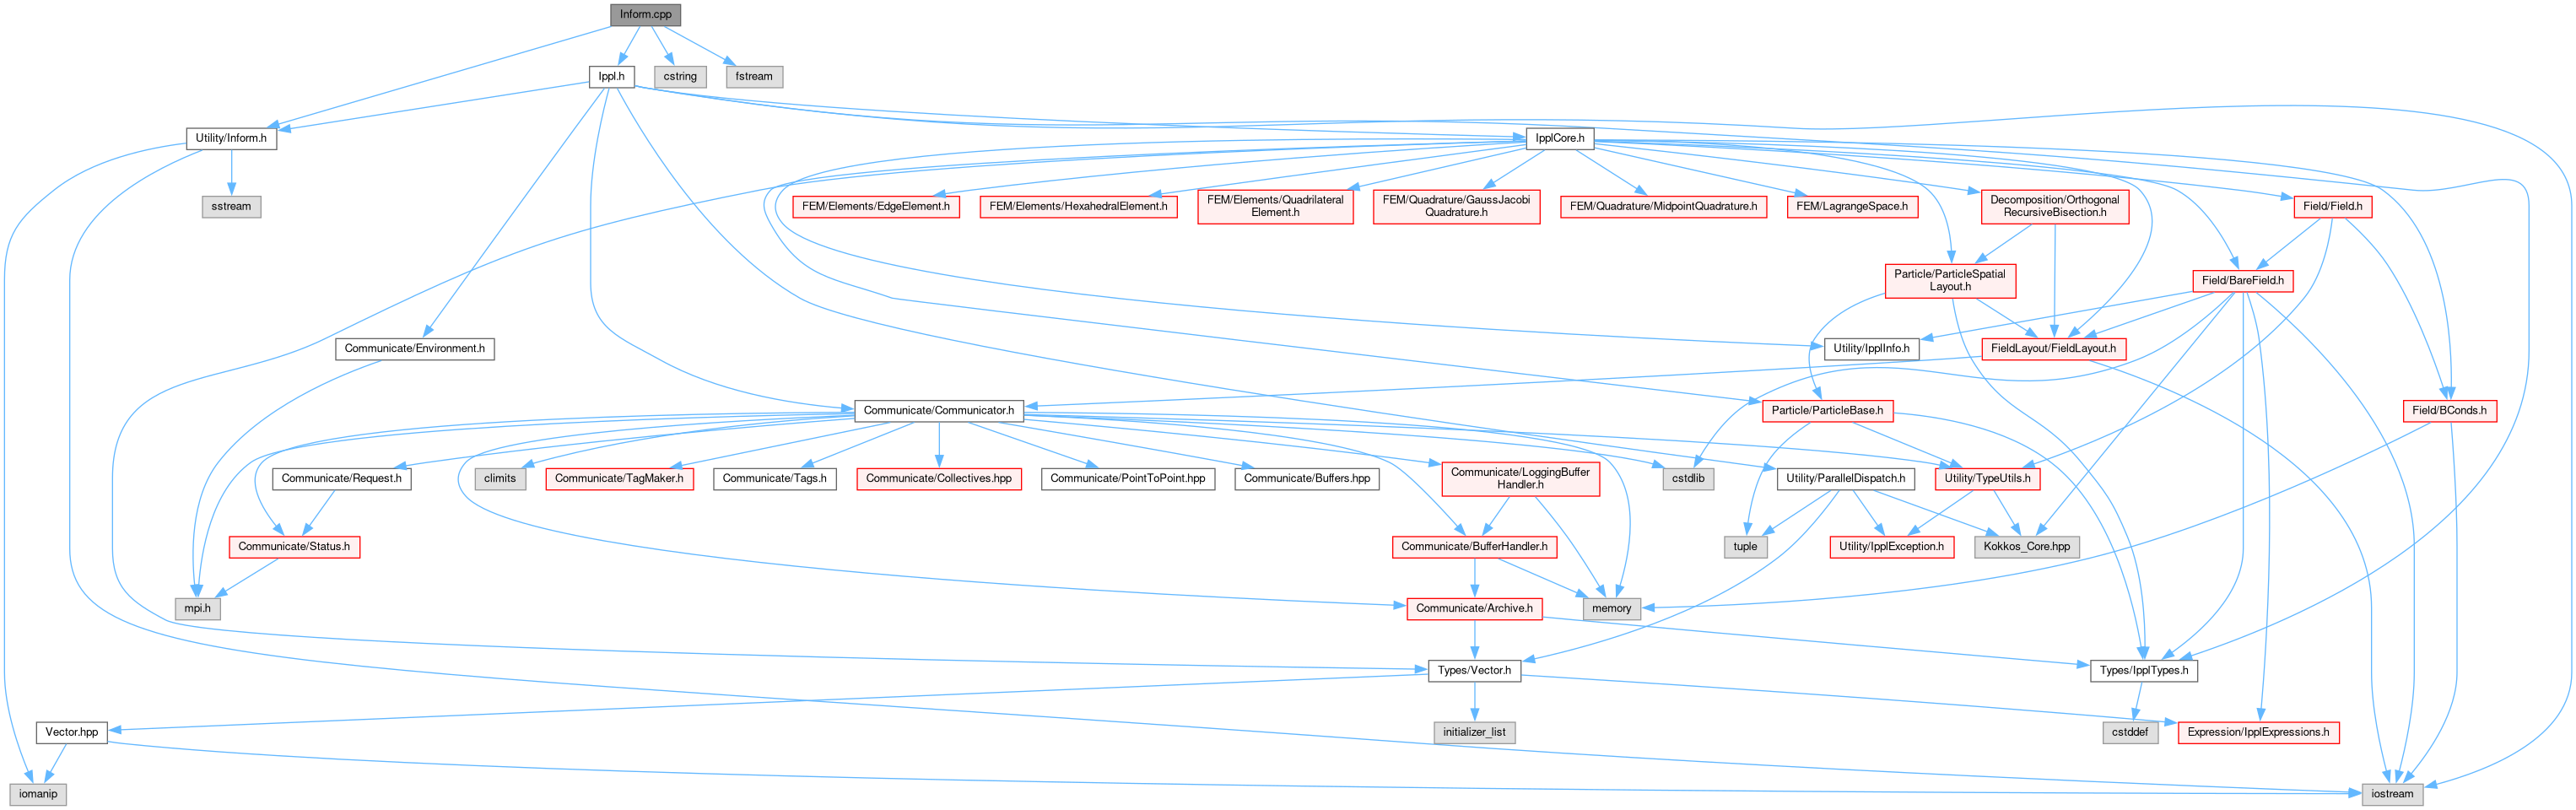 Inform.cpp
Ippl.h
cstring
fstream
Utility/Inform.h
IpplCore.h
sstream
FEM/Elements/EdgeElement.h
FEM/Elements/HexahedralElement.h
FEM/Elements/Quadrilateral
Element.h
FEM/Quadrature/GaussJacobi
Quadrature.h
FEM/Quadrature/MidpointQuadrature.h
FEM/LagrangeSpace.h
Decomposition/Orthogonal
RecursiveBisection.h
Field/Field.h
Particle/ParticleSpatial
Layout.h
Field/BareField.h
Communicate/Environment.h
Utility/IpplInfo.h
FieldLayout/FieldLayout.h
Communicate/Communicator.h
Particle/ParticleBase.h
Field/BConds.h
Communicate/Request.h
climits
Communicate/TagMaker.h
Communicate/Tags.h
Communicate/Collectives.hpp
Communicate/PointToPoint.hpp
Communicate/Buffers.hpp
Communicate/LoggingBuffer
Handler.h
cstdlib
Utility/ParallelDispatch.h
Utility/TypeUtils.h
Communicate/Status.h
Communicate/BufferHandler.h
tuple
Utility/IpplException.h
Kokkos_Core.hpp
mpi.h
Communicate/Archive.h
memory
Types/Vector.h
Types/IpplTypes.h
Vector.hpp
initializer_list
cstddef
Expression/IpplExpressions.h
iomanip
iostream